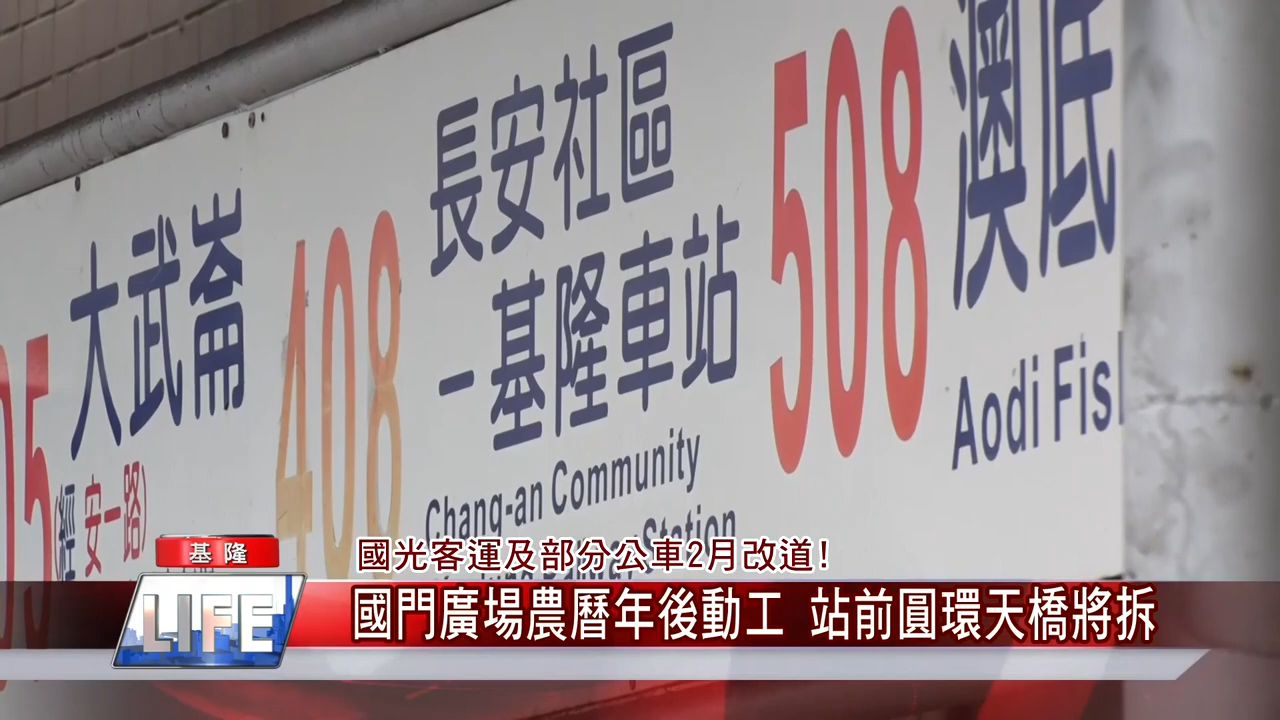 05
大武崙
(經安一路)
408
長安社區
–基隆車站
Chang-an Community
Station
508
澳底
Aodi Fis
基隆
LIFE
國光客運及部分公車2月改道!
國門廣場農曆年後動工 站前圓環天橋將拆